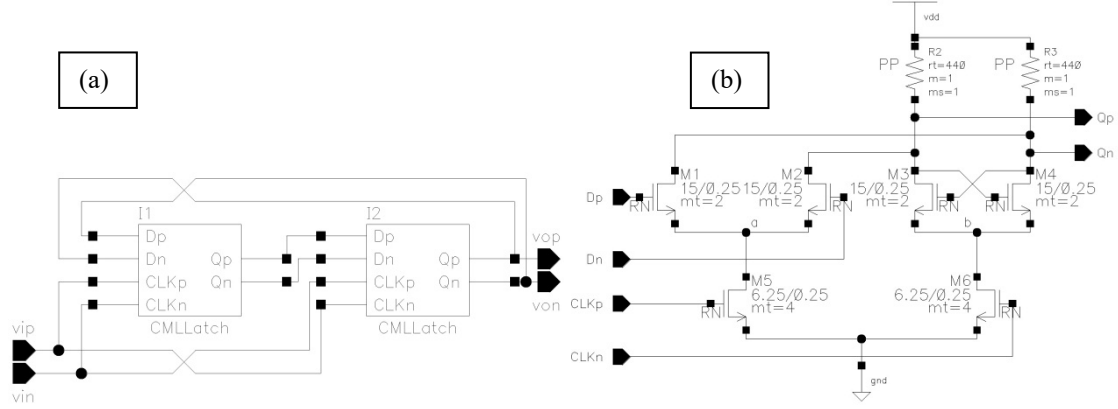 (a)
I1
Dp
Dn
CLKp
CLKn
Qp
Qn
CMLLatch
I2
Dp
Dn
CLKp
CLKn
Qp
Qn
CMLLatch
vip
vin
vop
von
(b)
vdd
PP
R2
rt=440
m=1
ms=1
PP
R3
rt=440
m=1
ms=1
Qp
Qn
M1
15/0.25
mt=2
RN
M2
15/0.25
mt=2
RN
M3
15/0.25
mt=2
RN
M4
15/0.25
mt=2
RN
Dp
a
b
Dn
M5
6.25/0.25
mt=4
RN
M6
6.25/0.25
mt=4
RN
CLKp
CLKn
gnd